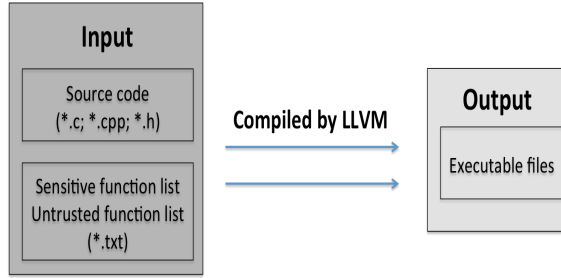 Input
Source code
(*.c; *.cpp; *.h)
Sensitive function list
Untrusted function list
(*.txt)
Compiled by LLVM
Output
Executable files